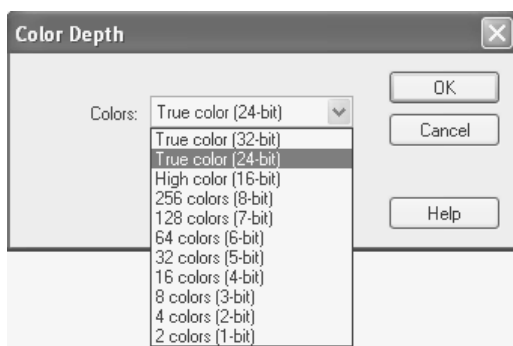 Color Depth
Colors:
True color (24-bit)
True color (32-bit)
True color (24-bit)
High color (16-bit)
256 colors (8-bit)
128 colors (7-bit)
64 colors (6-bit)
32 colors (5-bit)
16 colors (4-bit)
8 colors (3-bit)
4 colors (2-bit)
2 colors (1-bit)
OK
Cancel
Help